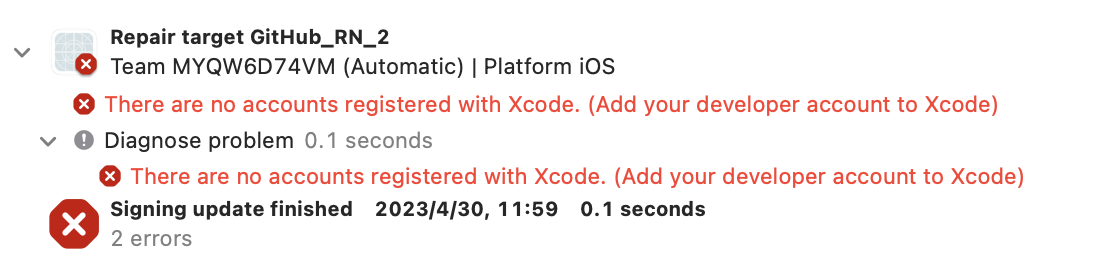 Repair target GitHub_RN_2
Team MYQW6D74VM (Automatic) | Platform iOS
There are no accounts registered with Xcode. (Add your developer account to Xcode)
Diagnose problem 0.1 seconds
There are no accounts registered with Xcode. (Add your developer account to Xcode)
Signing update finished 2023/4/30, 11:59 0.1 seconds
2 errors